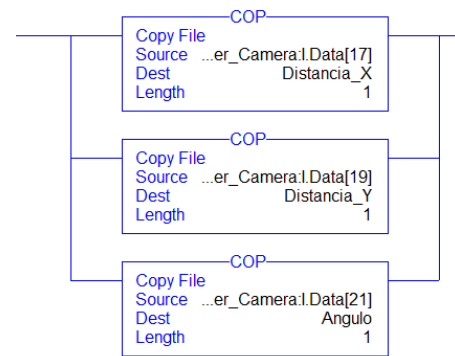 COP
Copy File
Source ...er_Camera:I.Data[17]
Dest Distancia_X
Length 1
COP
Copy File
Source ...er_Camera:I.Data[19]
Dest Distancia_Y
Length 1
COP
Copy File
Source ...er_Camera:I.Data[21]
Dest Angulo
Length 1